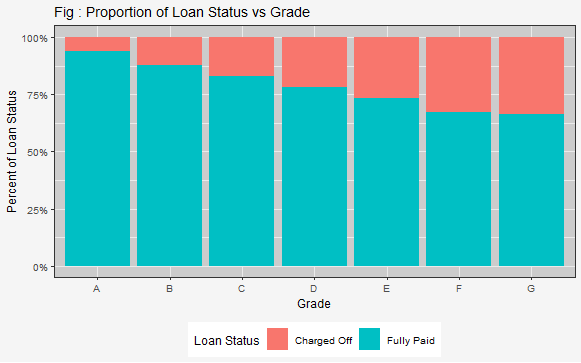 Fig : Proportion of Loan Status vs Grade
Percent of Loan Status
100%
75%
50%
25%
0%
A B C D E F G
Grade
Loan Status Charged Off Fully Paid